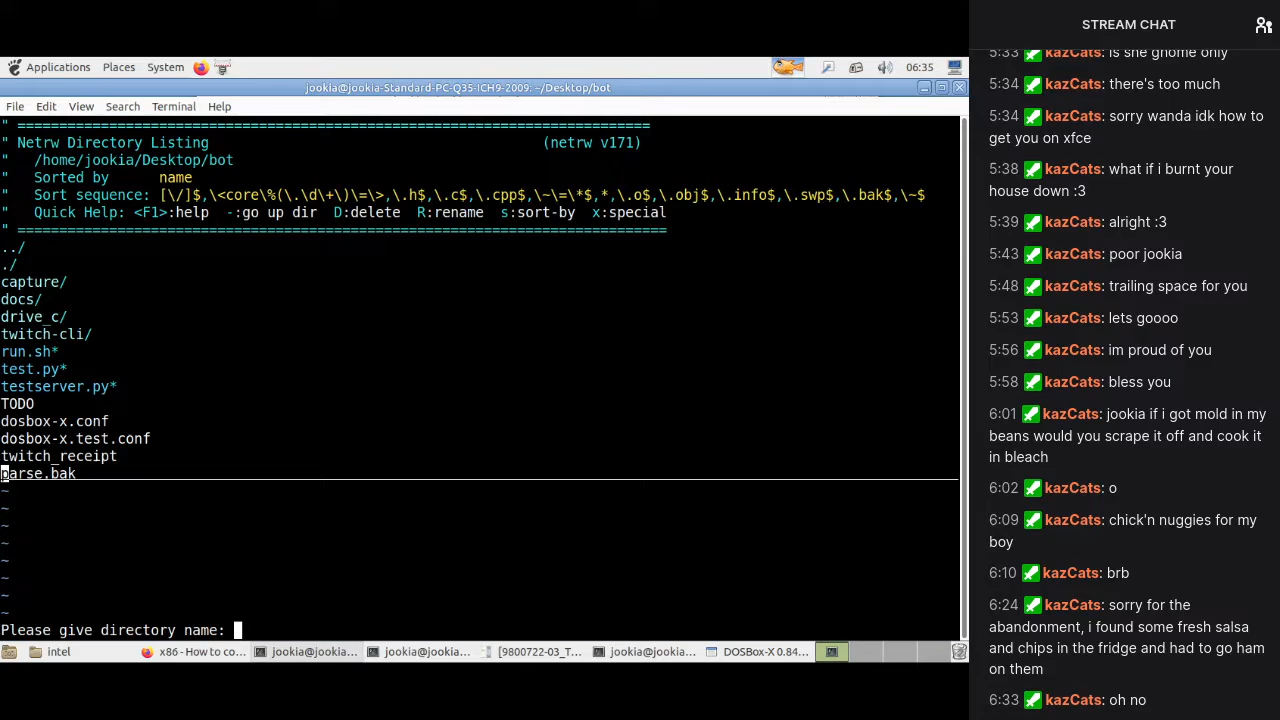 Applications Places System 06:35
jookia@jookia-Standard-PC-Q35-ICH9-2009: ~/Desktop/bot
File Edit View Search Terminal Help
" ============================================================================
" Netrw Directory Listing (netrw v171)
" /home/jookia/Desktop/bot
" Sorted by name
" Sort sequence: [\/]$,\<core\%(\.\d\+\)\=\>,\.h$,\.c$,\.cpp$,\~\=\*$,*,\.o$,\.obj$,\.info$,\.swp$,\.bak$,\~$
" Quick Help: <F1>:help -:go up dir D:delete R:rename s:sort-by x:special
" ==============================================================================
../
./
capture/
docs/
drive_c/
twitch-cli/
run.sh*
test.py*
testserver.py*
TODO
dosbox-x.conf
dosbox-x.test.conf
twitch_receipt
parse.bak
~
~
~
~
~
~
~
~
Please give directory name:
intel x86 - How to co... jookia@jookia... jookia@jookia... [9800722-03_T... jookia@jookia... DOSBox-X 0.84...
STREAM CHAT
5:33 kazCats: is she gnome only
5:34 kazCats: there's too much
5:34 kazCats: sorry wanda idk how to
get you on xfce
5:38 kazCats: what if i burnt your
house down :3
5:39 kazCats: alright :3
5:43 kazCats: poor jookia
5:48 kazCats: trailing space for you
5:53 kazCats: lets goooo
5:56 kazCats: im proud of you
5:58 kazCats: bless you
6:01 kazCats: jookia if i got mold in my
beans would you scrape it off and cook it
in bleach
6:02 kazCats: o
6:09 kazCats: chick'n nuggies for my
boy
6:10 kazCats: brb
6:24 kazCats: sorry for the
abandonment, i found some fresh salsa
and chips in the fridge and had to go ham
on them
6:33 kazCats: oh no